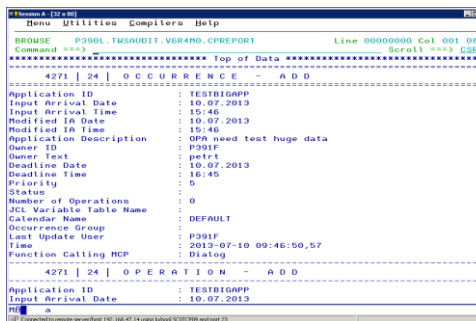 Session A - [32 x 80]
Menu Utilities Compilers Help
BROWSE P390L.TWSAUDIT.V6R4M0.CPREPORT Line 00000000 Col 001 08
Command ===> Scroll ===> CSR
******************************** Top of Data *********************************
4271 | 24 | O C C U R R E N C E - A D D
Application ID : TESTBIGAPP
Input Arrival Date : 10.07.2013
Input Arrival Time : 15:46
Modified IA Date : 10.07.2013
Modified IA Time : 15:46
Application Description : OPA need test huge data
Owner ID : P391F
Owner Text : petrt
Deadline Date : 10.07.2013
Deadline Time : 16:45
Priority : 5
Status :
Number of Operations : 0
JCL Variable Table Name :
Calendar Name : DEFAULT
Occurrence Group :
Last Update User : P391F
Time : 2013-07-10 09:46:50,57
Function Calling MCP : Dialog
4271 | 24 | O P E R A T I O N - A D D
Application ID : TESTBIGAPP
Input Arrival Date : 10.07.2013
a